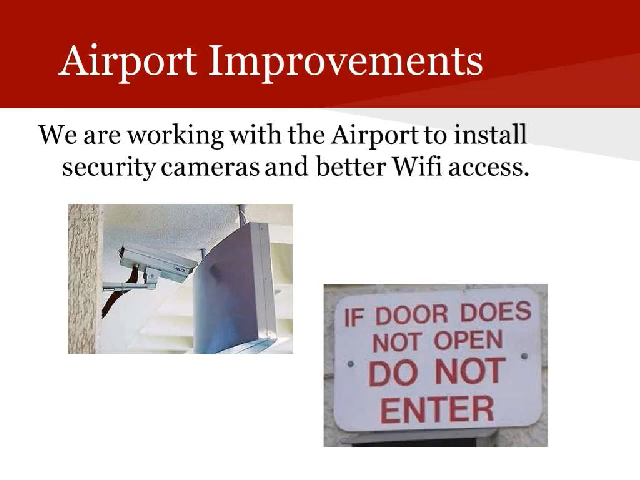 Airport Improvements
We are working with the Airport to install
security cameras and better Wifi access.
IF DOOR DOES
NOT OPEN
DO NOT
ENTER